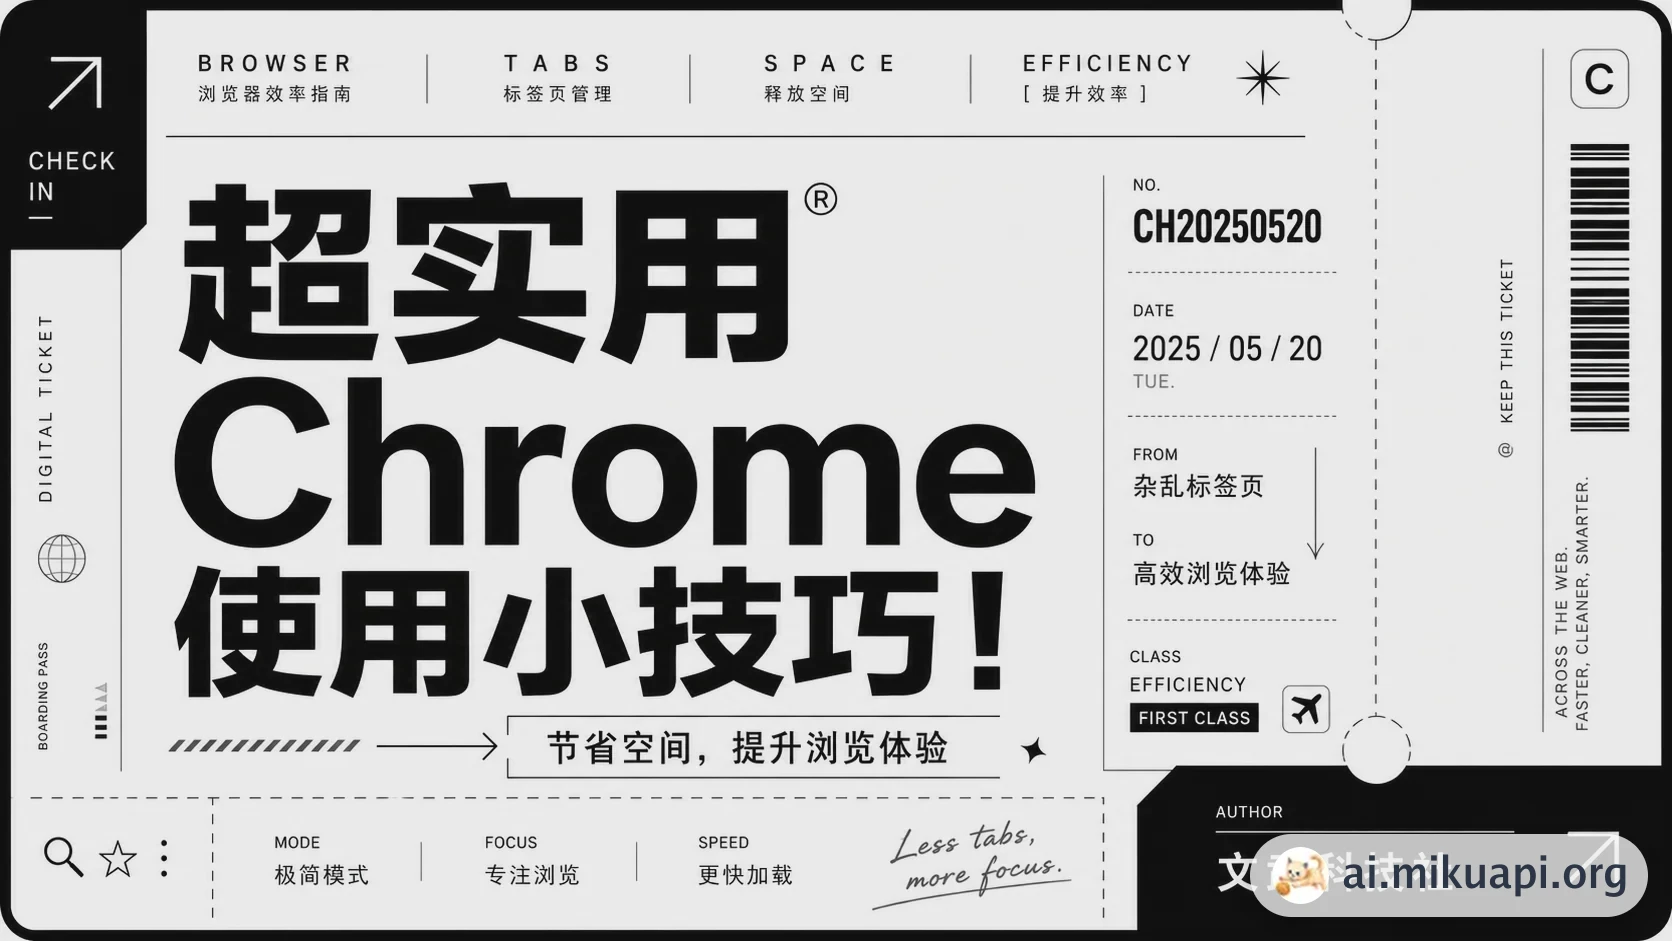 CHECK
IN
BROWSER
浏览器效率指南
TABS
标签页管理
SPACE
释放空间
EFFICIENCY
[ 提升效率 ]
超实用®
Chrome
使用小技巧！
节省空间，提升浏览体验
DIGITAL TICKET
BOARDING PASS
NO.
CH20250520
DATE
2025 / 05 / 20
TUE.
FROM
杂乱标签页
TO
高效浏览体验
CLASS
EFFICIENCY
FIRST CLASS
C
@ KEEP THIS TICKET
ACROSS THE WEB.
FASTER, CLEANER, SMARTER.
MODE
极简模式
FOCUS
专注浏览
SPEED
更快加载
Less tabs,
more focus.
AUTHOR
文
科技社
ai.mikuapi.org